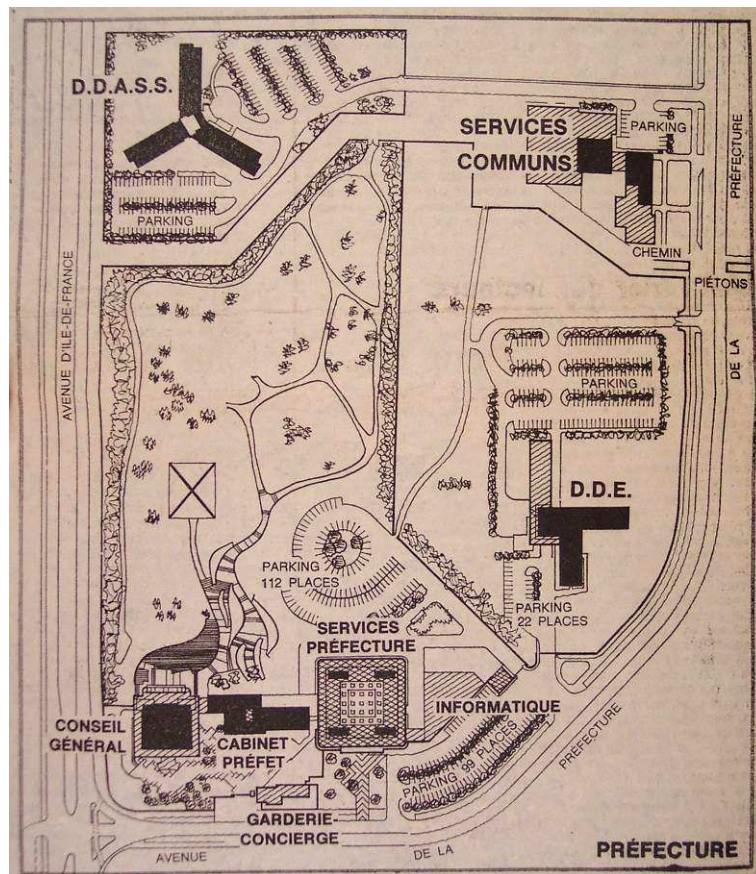 D.D.A.S.S.
SERVICES
COMMUNS
PARKING
PRÉFECTURE
PARKING
CHEMIN
PIÉTONS
AVENUE D'ILE-DE-FRANCE
DE LA
PARKING
D.D.E.
PARKING
112 PLACES
PARKING
22 PLACES
SERVICES
PRÉFECTURE
INFORMATIQUE
CONSEIL
GÉNÉRAL
CABINET
PRÉFET
PARKING 99 PLACES
PRÉFECTURE
GARDERIE-
CONCIERGE
AVENUE
DE LA
PRÉFECTURE